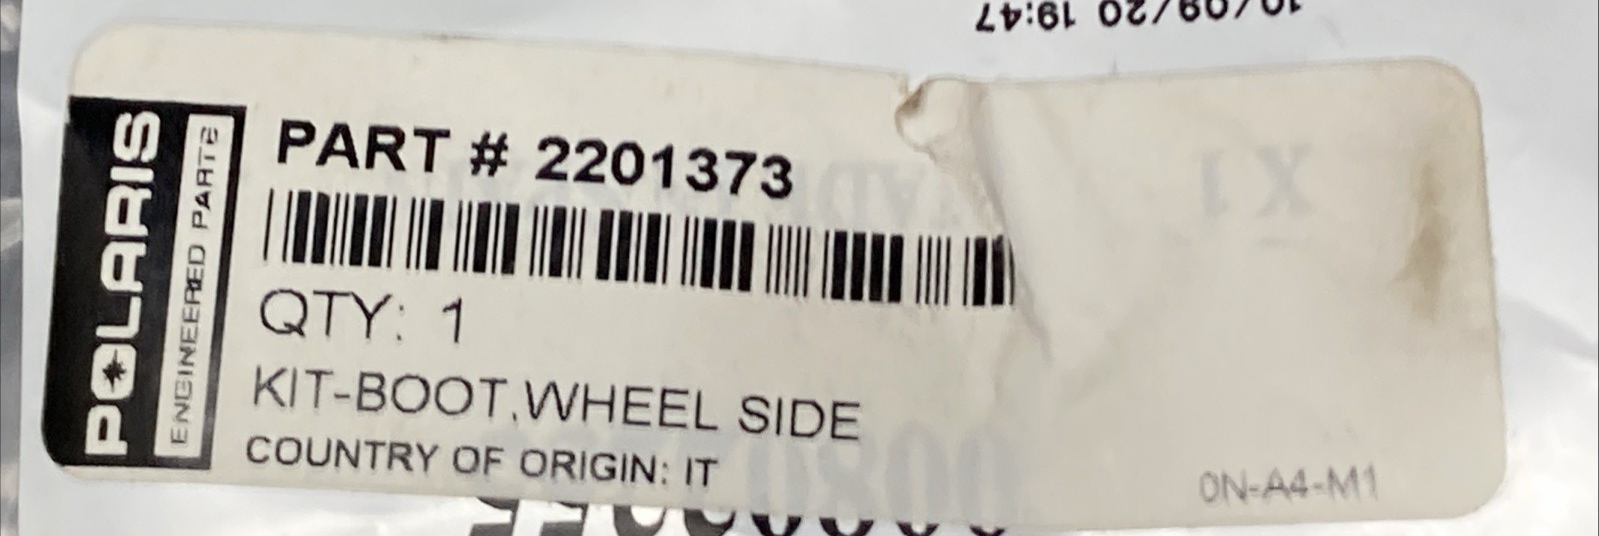 10/09/20 19:47
POLARIS
ENGINEERED PARTS
PART # 2201373
QTY: 1
KIT-BOOT,WHEEL SIDE
COUNTRY OF ORIGIN: IT
0N-A4-M1
X1